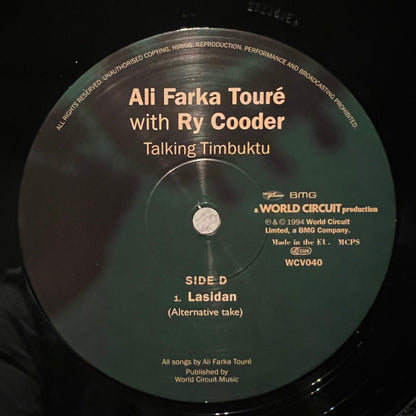 ALL RIGHTS RESERVED. UNAUTHORISED COPYING, HIRING, REPRODUCTION, PERFORMANCE AND BROADCASTING PROHIBITED.
Ali Farka Touré
with Ry Cooder
Talking Timbuktu
BMG
a WORLD CIRCUIT production
℗ & © 1994 World Circuit
Limted, a BMG Company.
Made in the EU. MCPS
WCV040
SIDE D
1. Lasidan
(Alternative take)
All songs by Ali Farka Touré
Published by
World Circuit Music